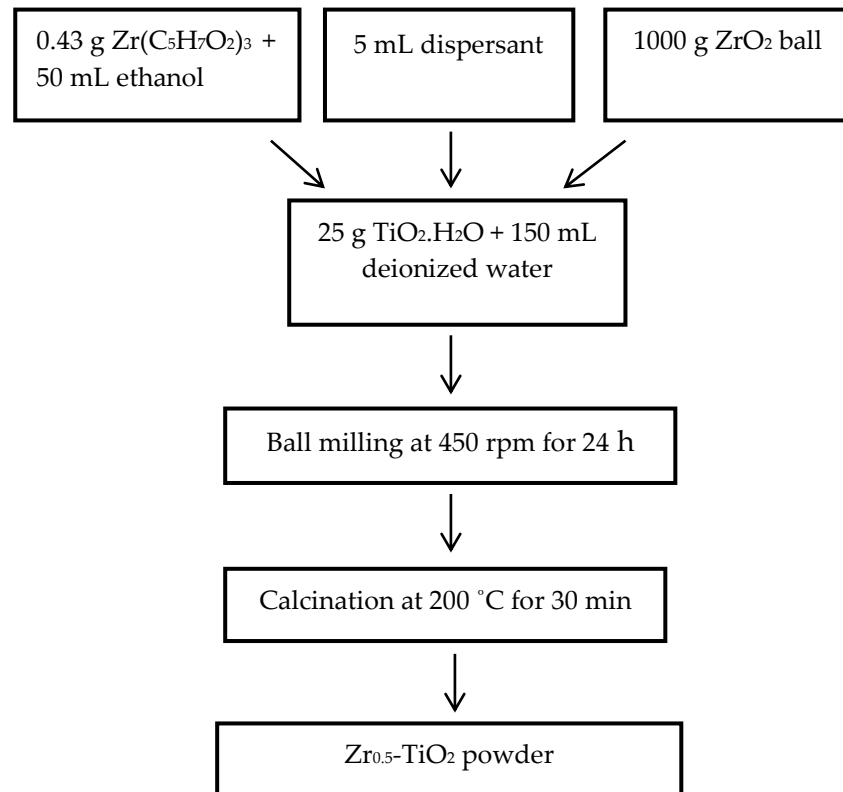 0.43 g Zr(C₅H₇O₂)₃ +
50 mL ethanol
5 mL dispersant
1000 g ZrO₂ ball
25 g TiO₂.H₂O + 150 mL
deionized water
Ball milling at 450 rpm for 24 h
Calcination at 200 ˚C for 30 min
Zr₀.₅-TiO₂ powder